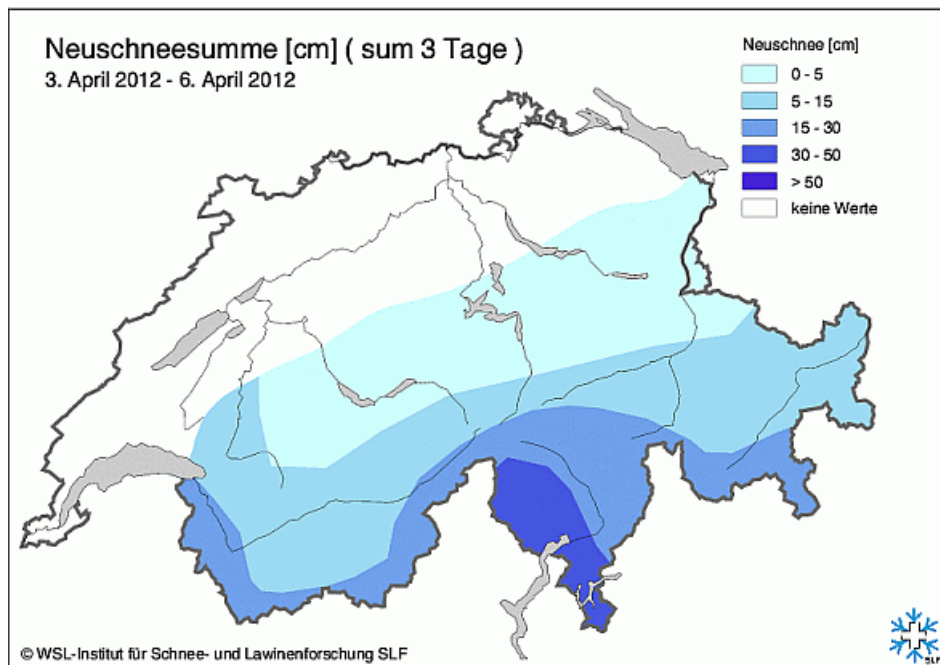 Neuschneesumme [cm] ( sum 3 Tage )
3. April 2012 - 6. April 2012
Neuschnee [cm]
0 - 5
5 - 15
15 - 30
30 - 50
> 50
keine Werte
© WSL-Institut für Schnee- und Lawinenforschung SLF
SLF